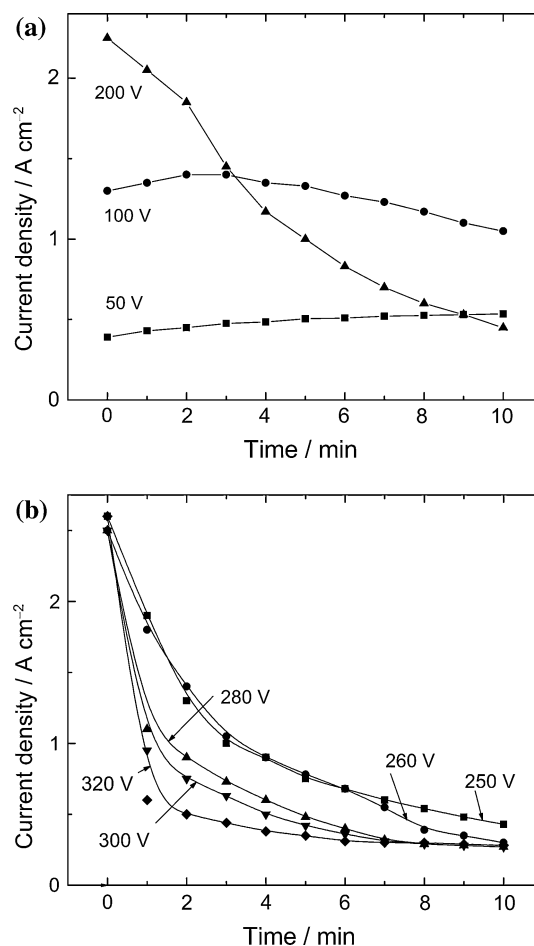 (a)
Current density / A cm⁻²
2
1
0
200 V
100 V
50 V
0 2 4 6 8 10
Time / min
(b)
Current density / A cm⁻²
2
1
0
280 V
260 V
250 V
320 V
300 V
0 2 4 6 8 10
Time / min